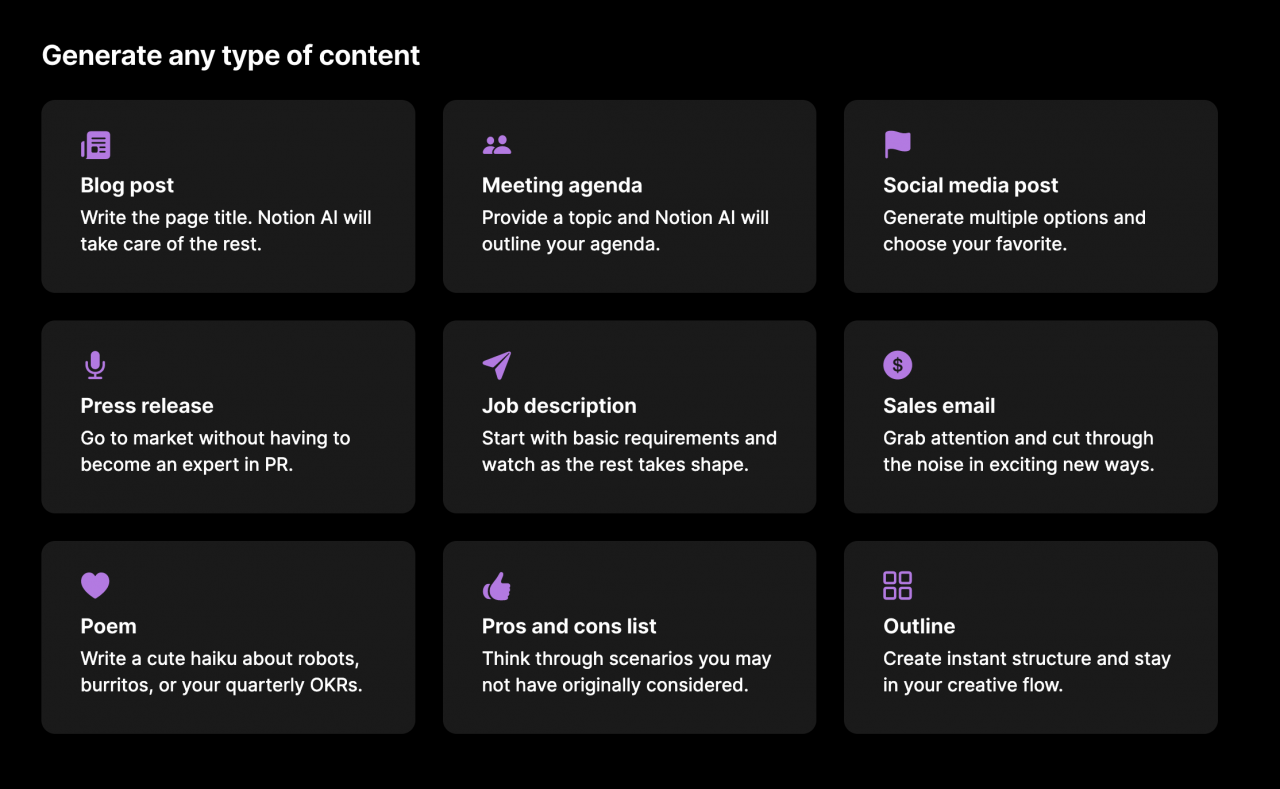 Generate any type of content
Blog post
Write the page title. Notion AI will
take care of the rest.
Meeting agenda
Provide a topic and Notion AI will
outline your agenda.
Social media post
Generate multiple options and
choose your favorite.
Press release
Go to market without having to
become an expert in PR.
Job description
Start with basic requirements and
watch as the rest takes shape.
$
Sales email
Grab attention and cut through
the noise in exciting new ways.
Poem
Write a cute haiku about robots,
burritos, or your quarterly OKRs.
Pros and cons list
Think through scenarios you may
not have originally considered.
Outline
Create instant structure and stay
in your creative flow.